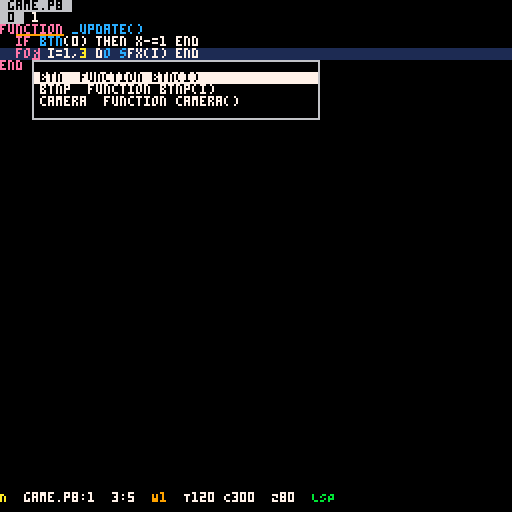 GAME.P8
0 1
FUNCTION _UPDATE()
IF BTN(0) THEN X-=1 END
FOR I=1,3 DO SFX(I) END
END
BTN FUNCTION BTN(I)
BTNP FUNCTION BTNP(I)
CAMERA FUNCTION CAMERA()
N GAME.P8:1 3:5 W1 T120 C300 Z80 LSP